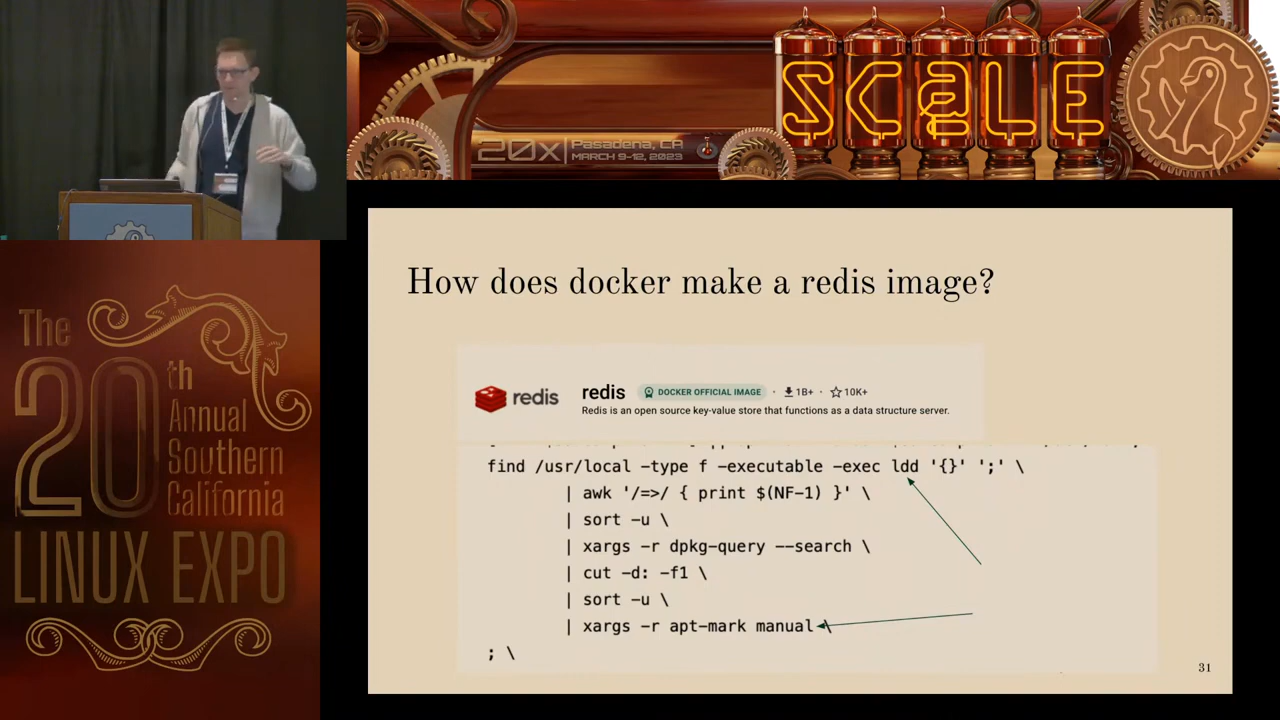 SCALE
20x
Pasadena, CA
MARCH 9-12, 2023
The
20th
Annual
Southern
California
LINUX EXPO
How does docker make a redis image?
redis
redis DOCKER OFFICIAL IMAGE · 1B+ · 10K+
Redis is an open source key-value store that functions as a data structure server.
find /usr/local -type f -executable -exec ldd '{}' ';' \
| awk '/=>/ { print $(NF-1) }' \
| sort -u \
| xargs -r dpkg-query --search \
| cut -d: -f1 \
| sort -u \
| xargs -r apt-mark manual \
; \
31